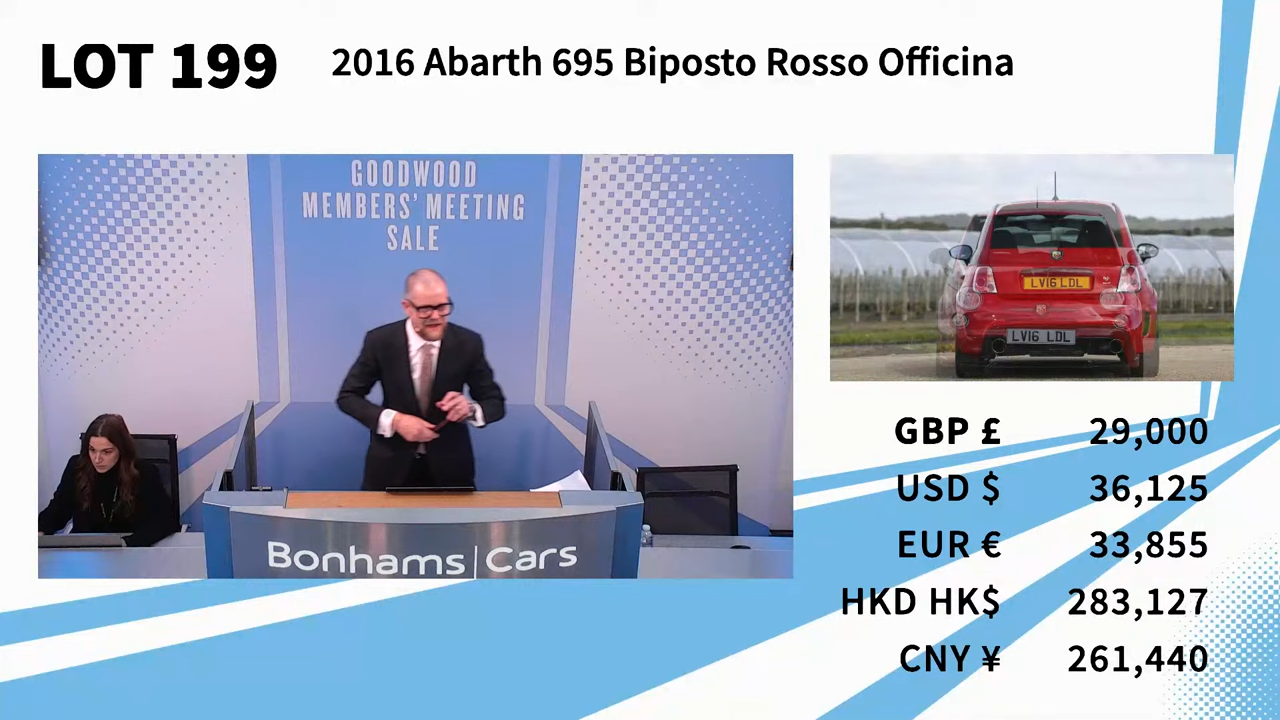 LOT 199
2016 Abarth 695 Biposto Rosso Officina
GOODWOOD
MEMBERS' MEETING
SALE
Bonhams|Cars
LV16 LDL
LV16 LDL
GBP £ 29,000
USD $ 36,125
EUR € 33,855
HKD HK$ 283,127
CNY ¥ 261,440